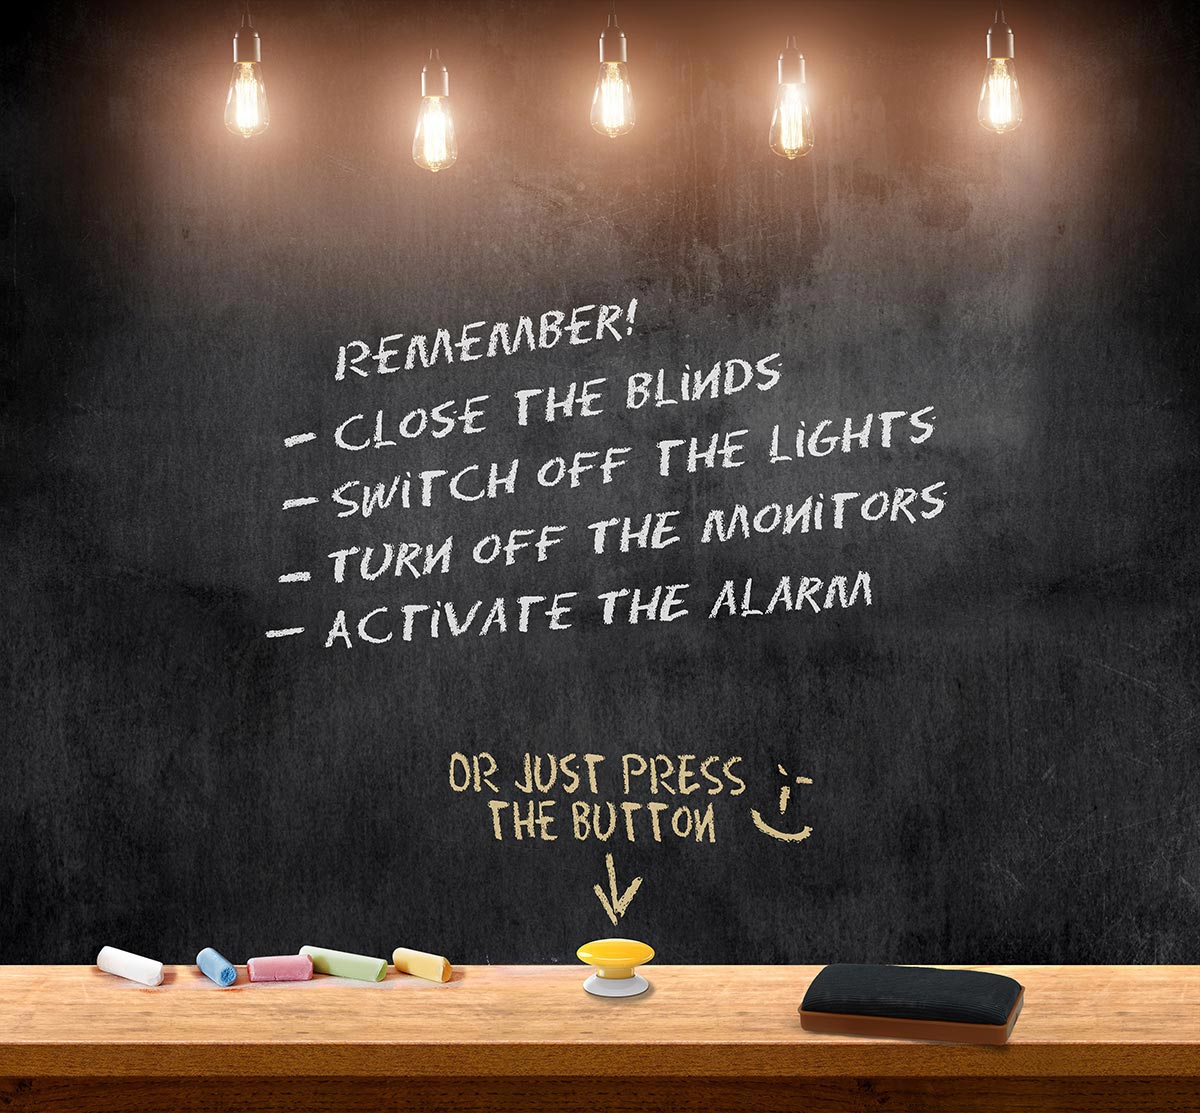 REMEMBER!
- CLOSE THE BLINDS
- SWITCH OFF THE LIGHTS
- TURN OFF THE MONITORS
- ACTIVATE THE ALARM
OR JUST PRESS
THE BUTTON